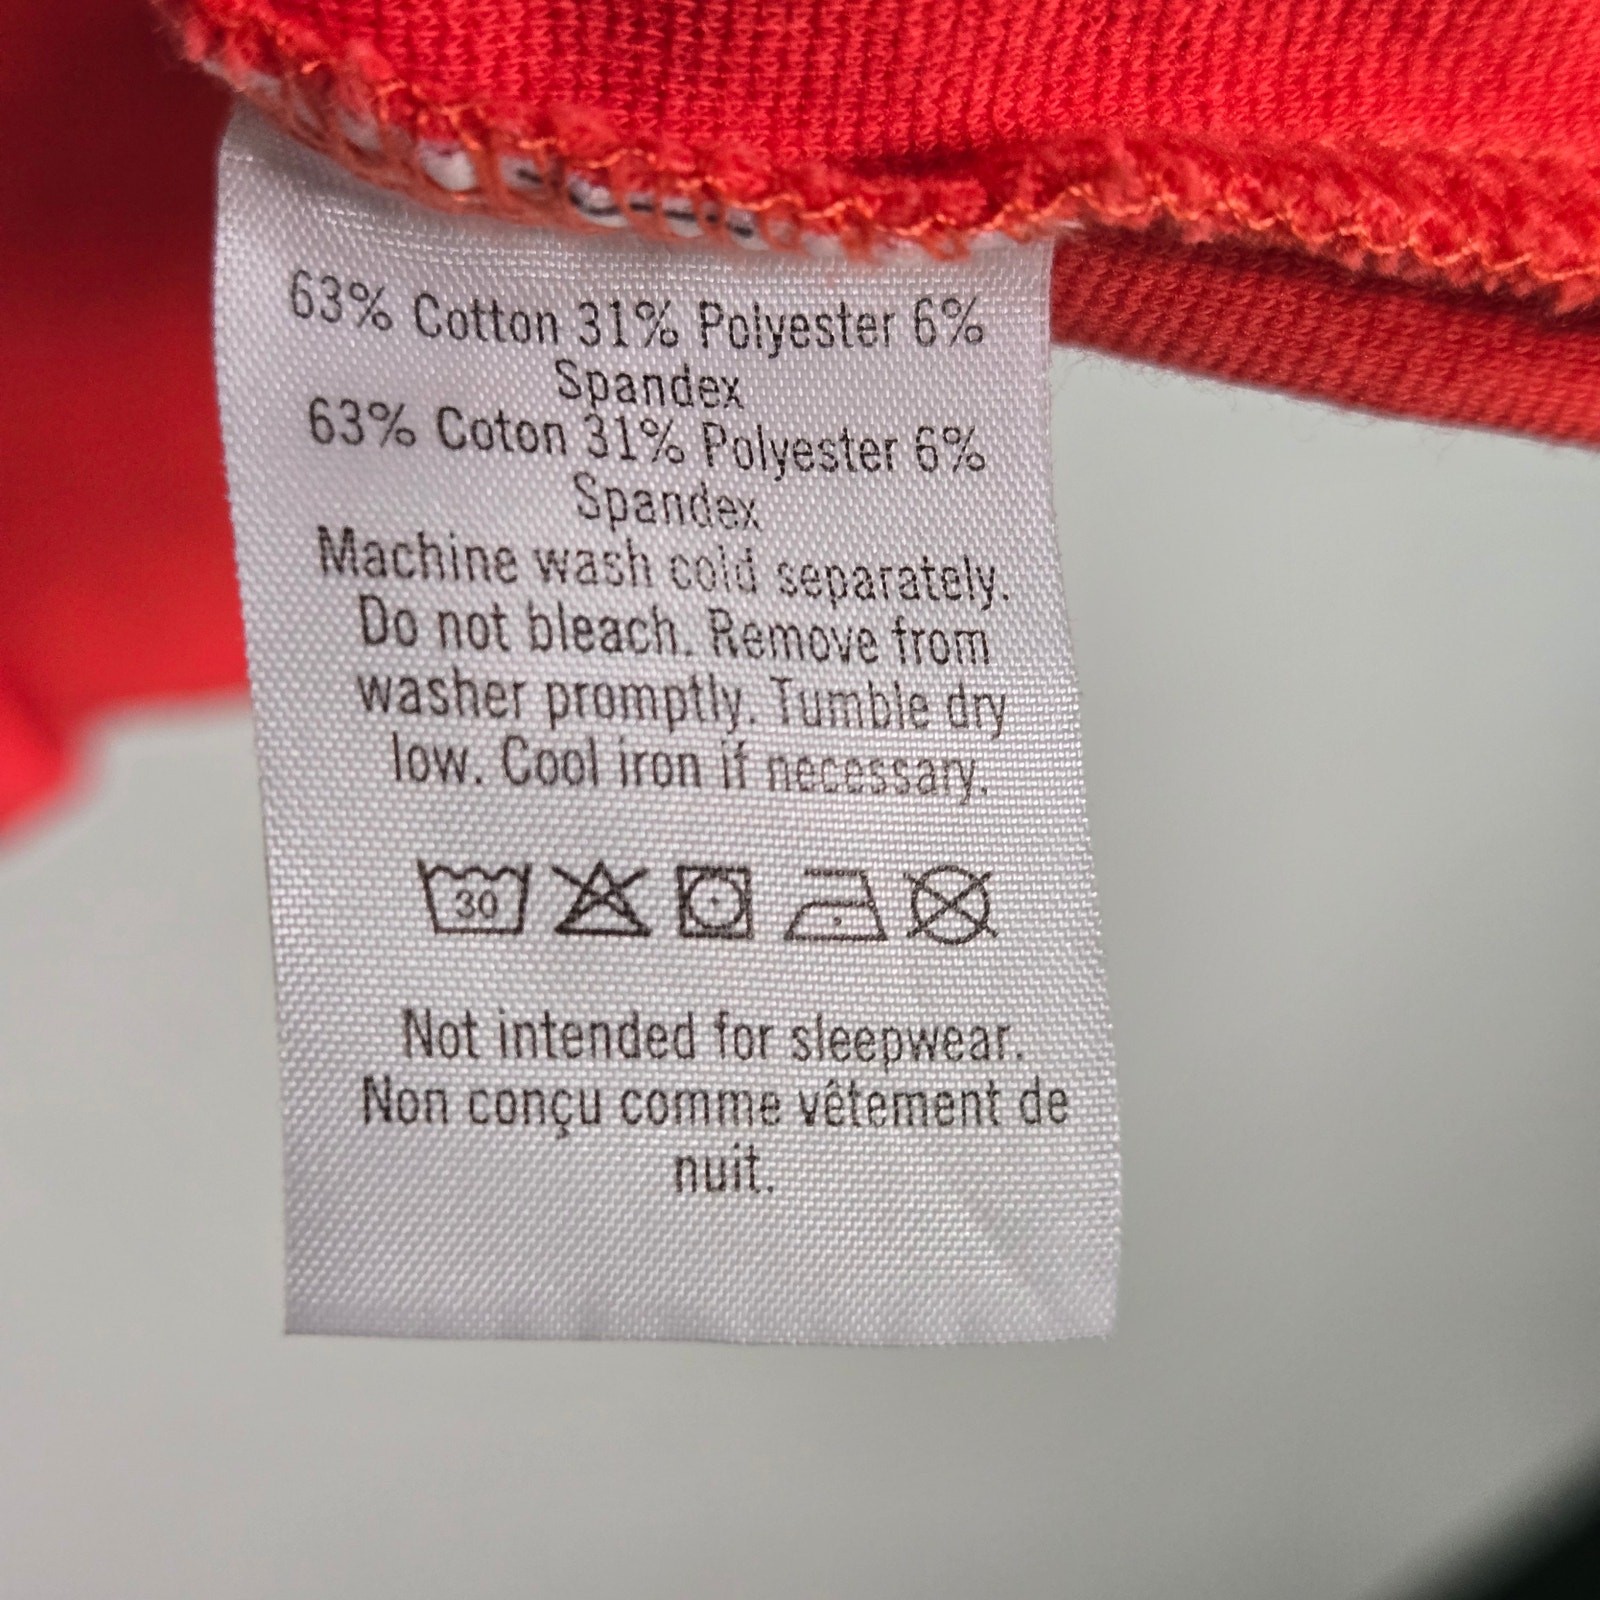 63% Cotton 31% Polyester 6%
Spandex
63% Coton 31% Polyester 6%
Spandex
Machine wash cold separately.
Do not bleach. Remove from
washer promptly. Tumble dry
low. Cool iron if necessary.
30
Not intended for sleepwear.
Non conçu comme vêtement de
nuit.